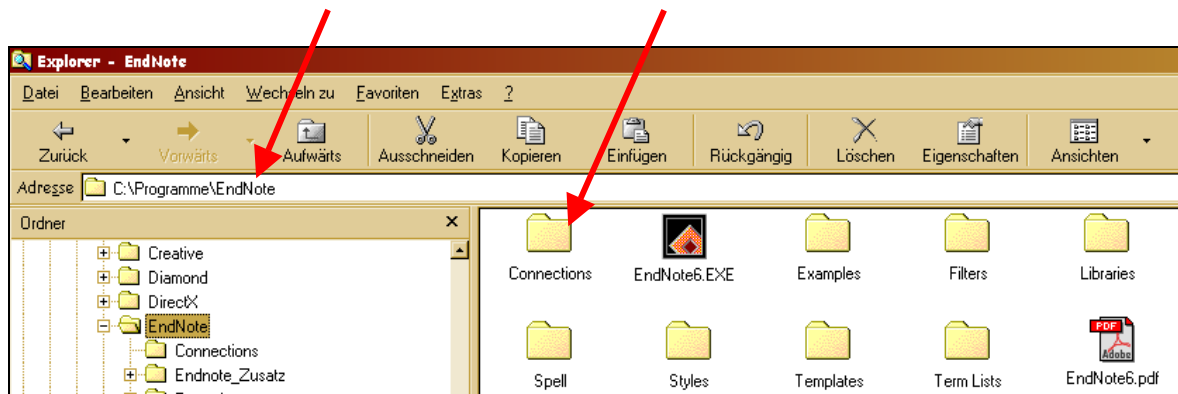 Explorer - EndNote
Datei Bearbeiten Ansicht Wechseln zu Favoriten Extras ?
Zurück Vorwärts Aufwärts Ausschneiden Kopieren Einfügen Rückgängig Löschen Eigenschaften Ansichten
Adresse C:\Programme\EndNote
Ordner
Creative
Diamond
DirectX
EndNote
Connections
Endnote_Zusatz
Connections EndNote6.EXE Examples Filters Libraries
PDF
Adobe
Spell Styles Templates Term Lists EndNote6.pdf